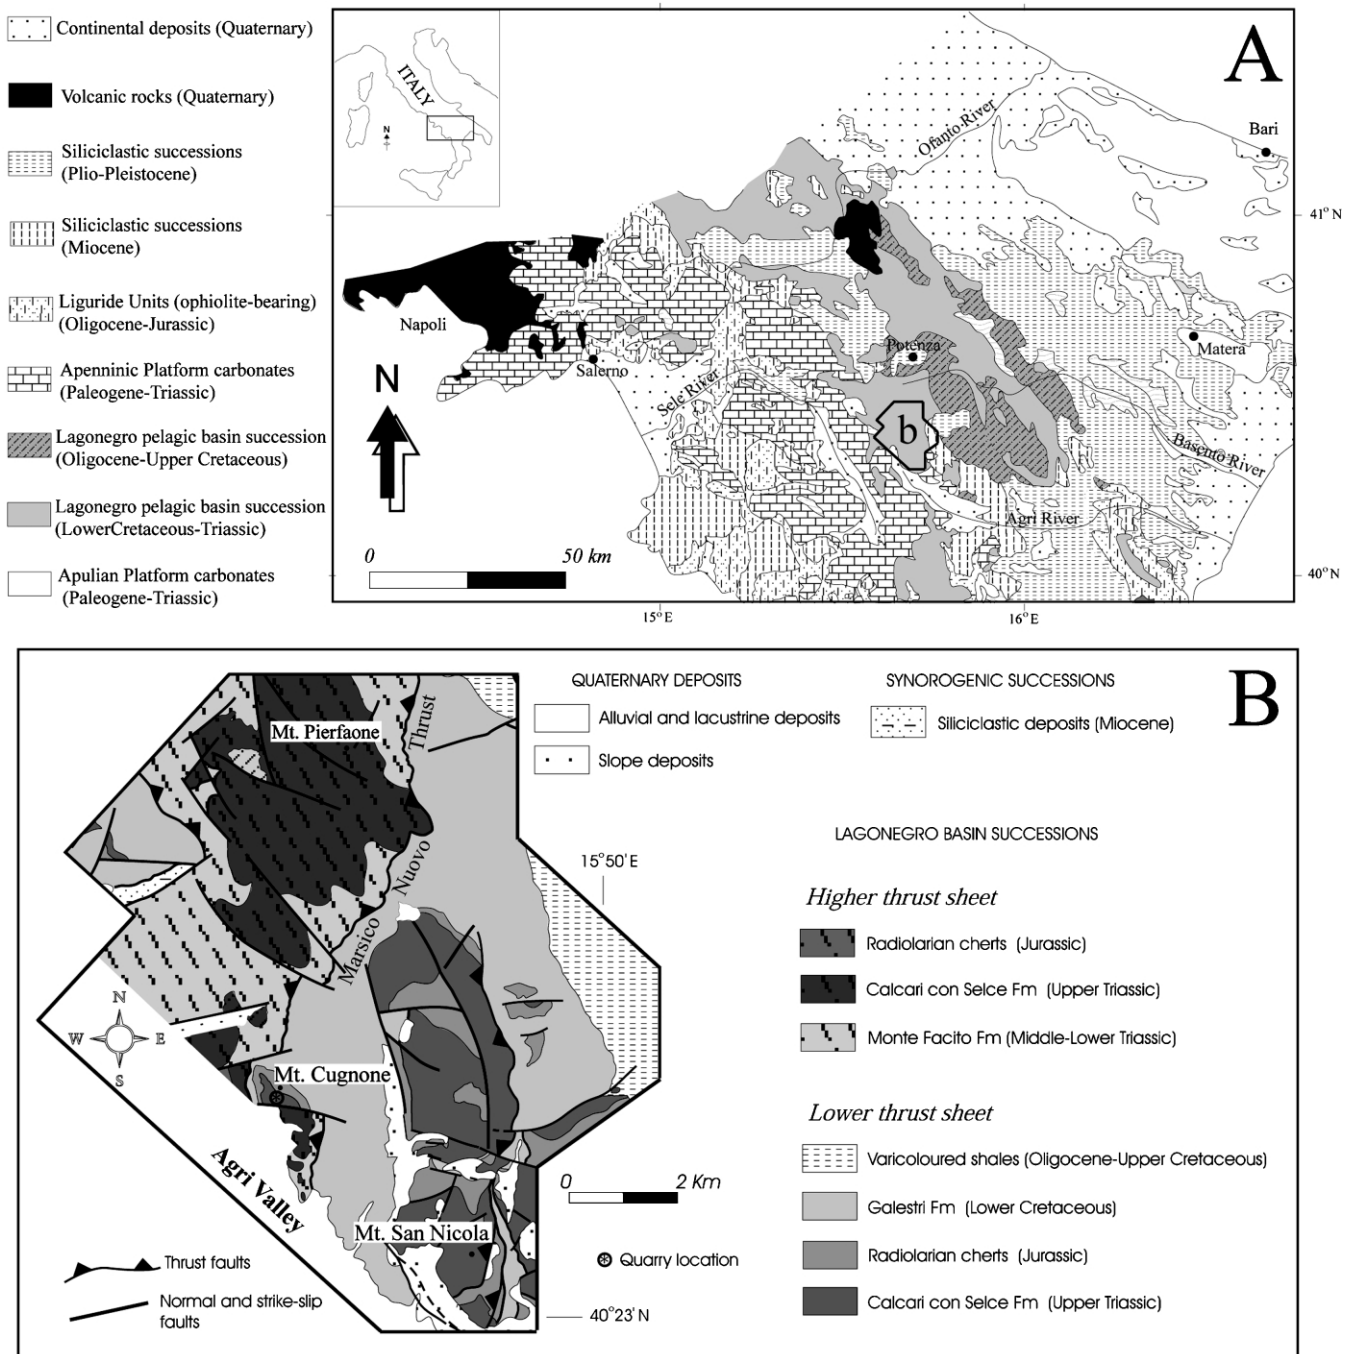 Continental deposits (Quaternary)
Volcanic rocks (Quaternary)
Siliciclastic successions
(Plio-Pleistocene)
Siliciclastic successions
(Miocene)
Liguride Units (ophiolite-bearing)
(Oligocene-Jurassic)
Apenninic Platform carbonates
(Paleogene-Triassic)
Lagonegro pelagic basin succession
(Oligocene-Upper Cretaceous)
Lagonegro pelagic basin succession
(LowerCretaceous-Triassic)
Apulian Platform carbonates
(Paleogene-Triassic)
A
ITALY
N
Ofanto River
Bari
41° N
Napoli
Salerno
Potenza
Matera
Sele River
b
Basento River
Agri River
N
0 50 km
40° N
15°E
16°E
B
QUATERNARY DEPOSITS
Alluvial and lacustrine deposits
Slope deposits
SYNOROGENIC SUCCESSIONS
Siliciclastic deposits (Miocene)
LAGONEGRO BASIN SUCCESSIONS
Higher thrust sheet
Radiolarian cherts (Jurassic)
Calcari con Selce Fm (Upper Triassic)
Monte Facito Fm (Middle-Lower Triassic)
Lower thrust sheet
Varicoloured shales (Oligocene-Upper Cretaceous)
Galestri Fm (Lower Cretaceous)
Radiolarian cherts (Jurassic)
Calcari con Selce Fm (Upper Triassic)
Mt. Pierfaone
Marsico Nuovo Thrust
15°50' E
N
W E
S
Mt. Cugnone
Agri Valley
0 2 Km
Mt. San Nicola
Quarry location
40°23' N
Thrust faults
Normal and strike-slip
faults